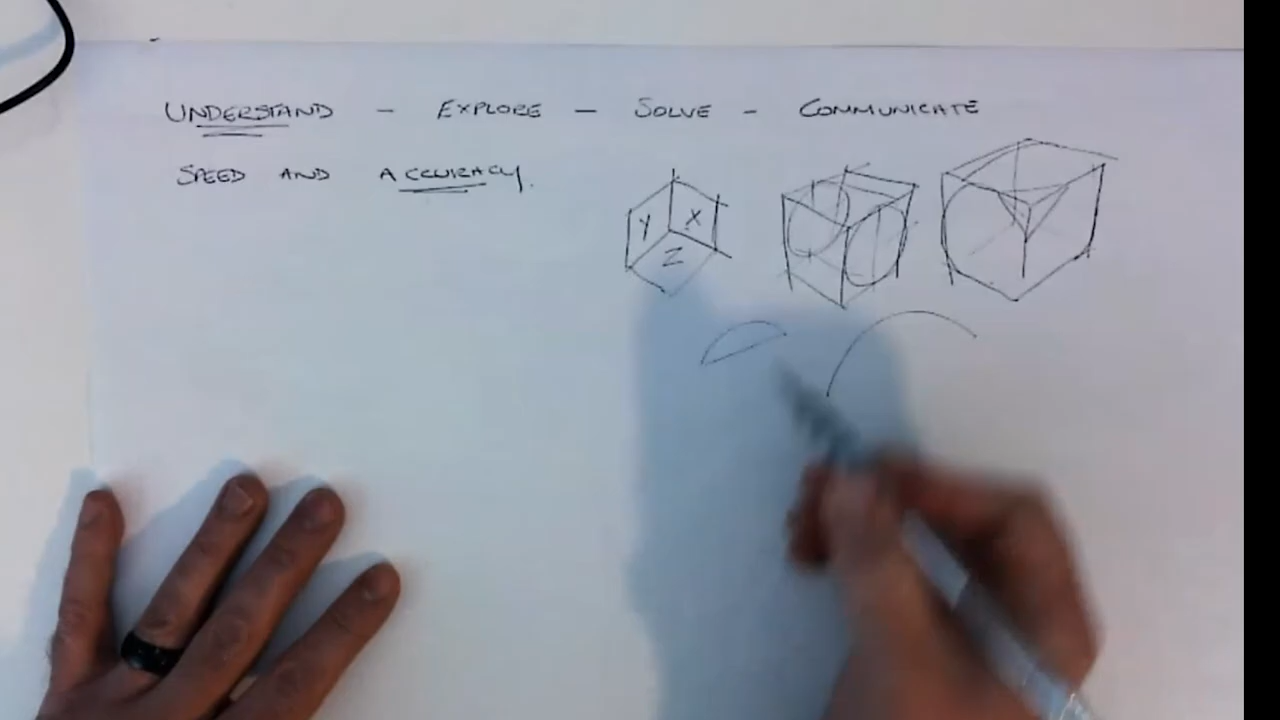 UNDERSTAND - EXPLORE - SOLVE - COMMUNICATE
SPEED AND ACCURACY.
Y X
Z